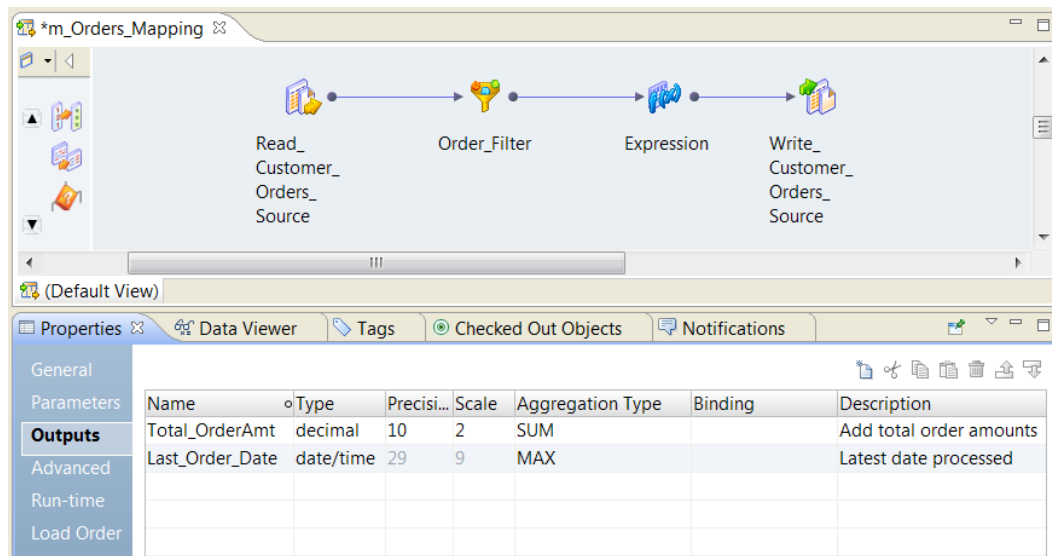 *m_Orders_Mapping
Read_
Customer_
Orders_
Source
Order_Filter
Expression
Write_
Customer_
Orders_
Source
(Default View)
Properties Data Viewer Tags Checked Out Objects Notifications
General
Parameters
Outputs
Advanced
Run-time
Load Order
Name Type Precisi... Scale Aggregation Type Binding Description
Total_OrderAmt decimal 10 2 SUM Add total order amounts
Last_Order_Date date/time 29 9 MAX Latest date processed